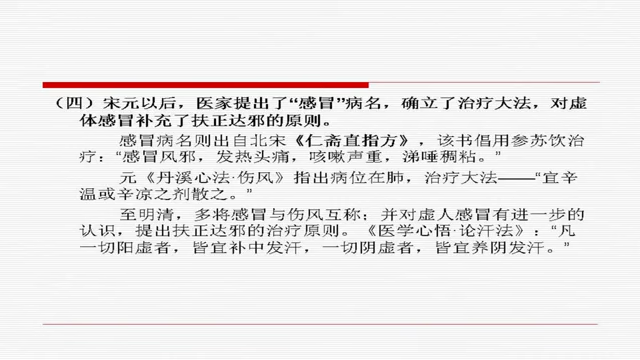 （四）宋元以后，医家提出了“感冒”病名，确立了治疗大法，对虚
体感冒补充了扶正达邪的原则。
感冒病名则出自北宋《仁斋直指方》，该书倡用参苏饮治
疗：“感冒风邪，发热头痛，咳嗽声重，涕唾稠粘。”
元《丹溪心法·伤风》指出病位在肺，治疗大法——“宜辛
温或辛凉之剂散之。”
至明清，多将感冒与伤风互称；并对虚人感冒有进一步的
认识，提出扶正达邪的治疗原则。《医学心悟·论汗法》：“凡
一切阳虚者，皆宜补中发汗，一切阴虚者，皆宜养阴发汗。”